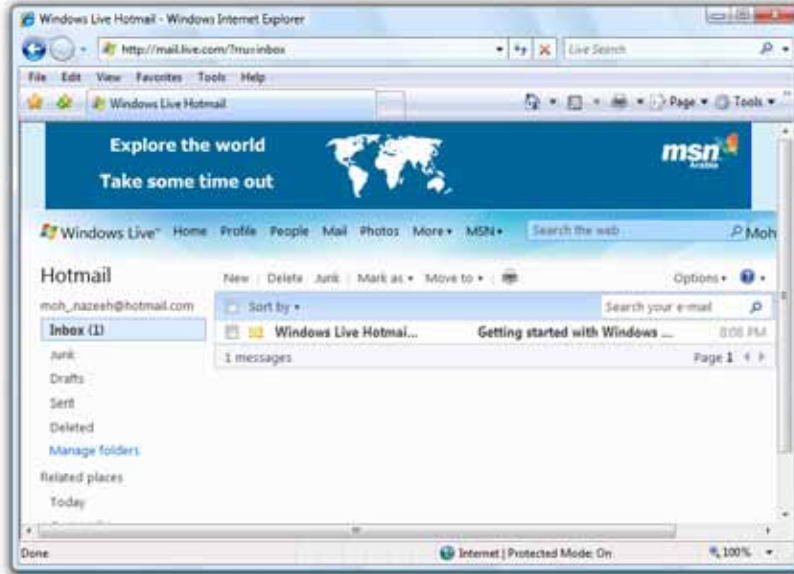 Windows Live Hotmail - Windows Internet Explorer
http://mail.live.com/?rru=inbox
Live Search
File Edit View Favorites Tools Help
Windows Live Hotmail
Page Tools
Explore the world
Take some time out
msn
Arabia
Windows Live™ Home Profile People Mail Photos More MSN Search the web Moh
Hotmail
New Delete Junk Mark as Move to Options
moh_nazeeh@hotmail.com
Sort by Search your e-mail
Inbox (1)
Windows Live Hotmai... Getting started with Windows ... 8:08 PM
Junk
1 messages Page 1
Drafts
Sent
Deleted
Manage folders
Related places
Today
Done Internet | Protected Mode: On 100%